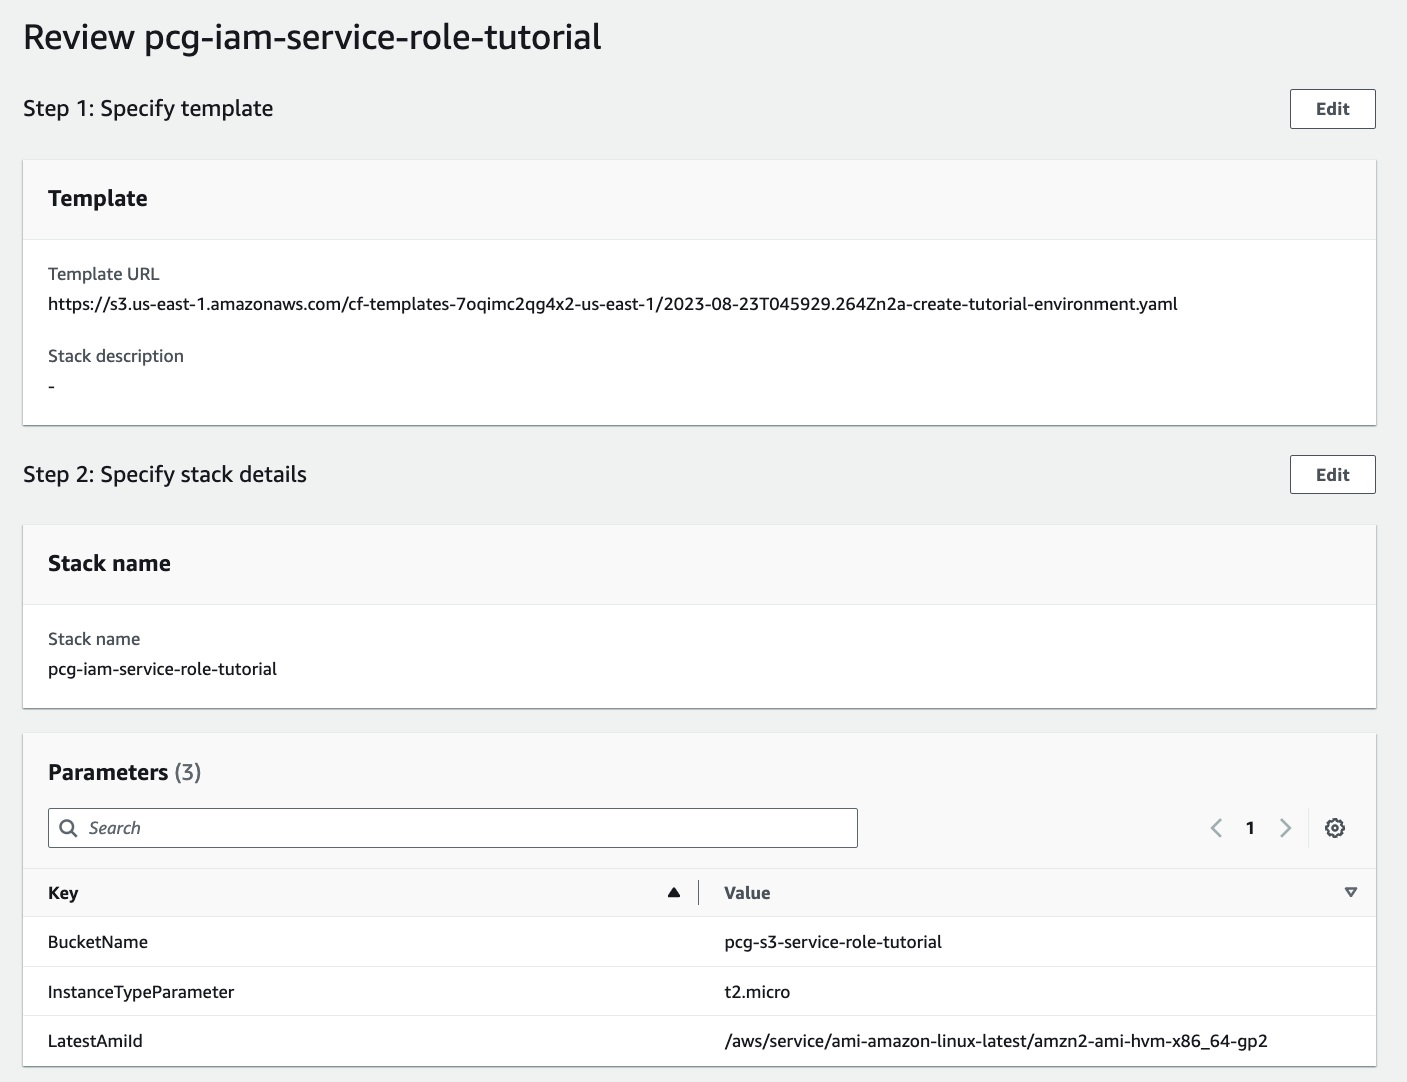 Review pcg-iam-service-role-tutorial
Step 1: Specify template
Edit
Template
Template URL
https://s3.us-east-1.amazonaws.com/cf-templates-7oqimc2qg4x2-us-east-1/2023-08-23T045929.264Zn2a-create-tutorial-environment.yaml
Stack description
-
Step 2: Specify stack details
Edit
Stack name
Stack name
pcg-iam-service-role-tutorial
Parameters (3)
Search
1
Key Value
BucketName pcg-s3-service-role-tutorial
InstanceTypeParameter t2.micro
LatestAmiId /aws/service/ami-amazon-linux-latest/amzn2-ami-hvm-x86_64-gp2